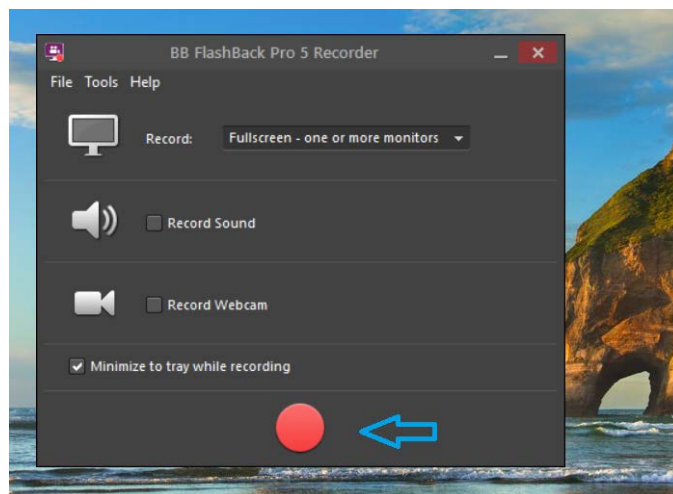 BB FlashBack Pro 5 Recorder
File Tools Help
Record: Fullscreen - one or more monitors
Record Sound
Record Webcam
Minimize to tray while recording